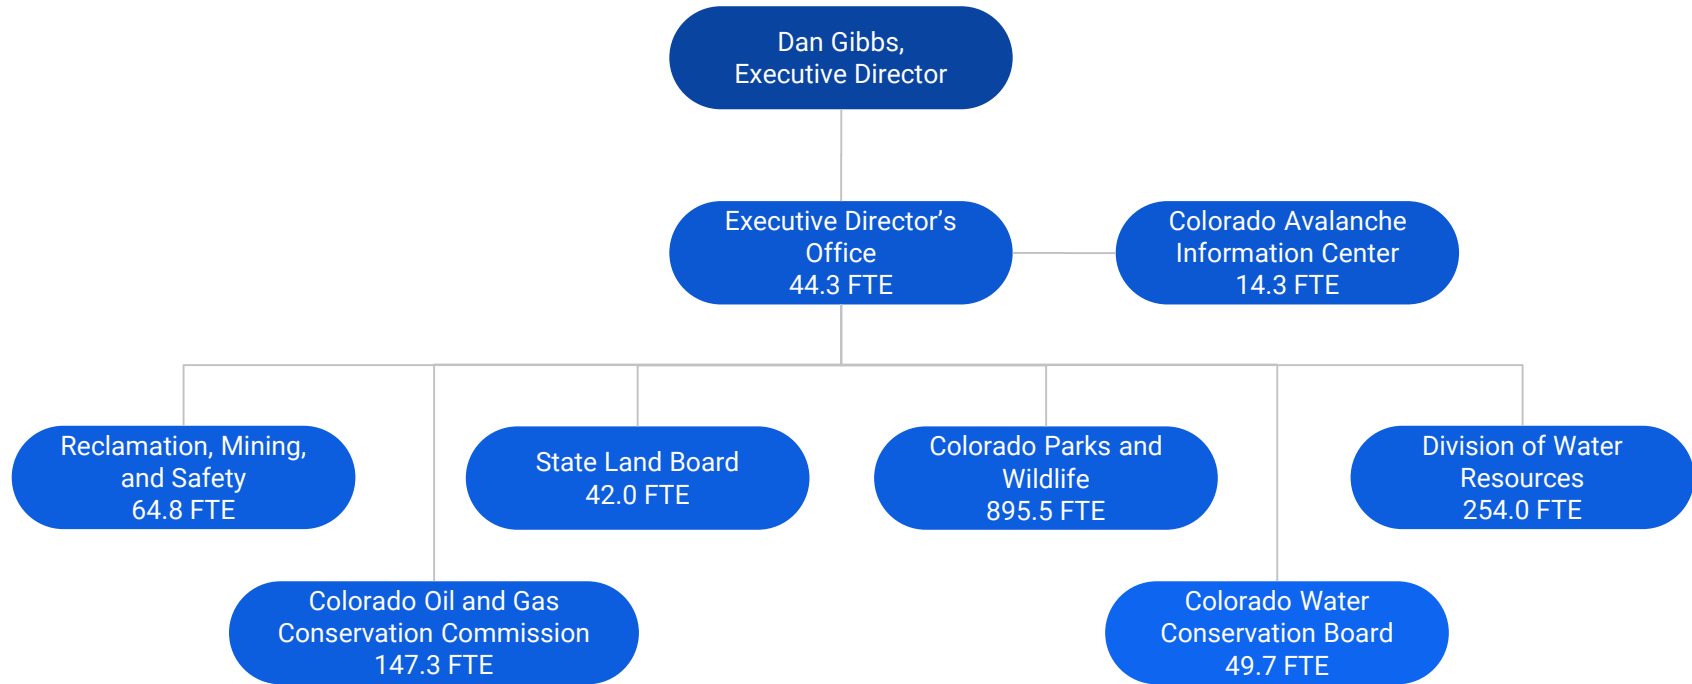 Dan Gibbs,
Executive Director
Executive Director’s
Office
44.3 FTE
Colorado Avalanche
Information Center
14.3 FTE
Reclamation, Mining,
and Safety
64.8 FTE
State Land Board
42.0 FTE
Colorado Parks and
Wildlife
895.5 FTE
Division of Water
Resources
254.0 FTE
Colorado Oil and Gas
Conservation Commission
147.3 FTE
Colorado Water
Conservation Board
49.7 FTE